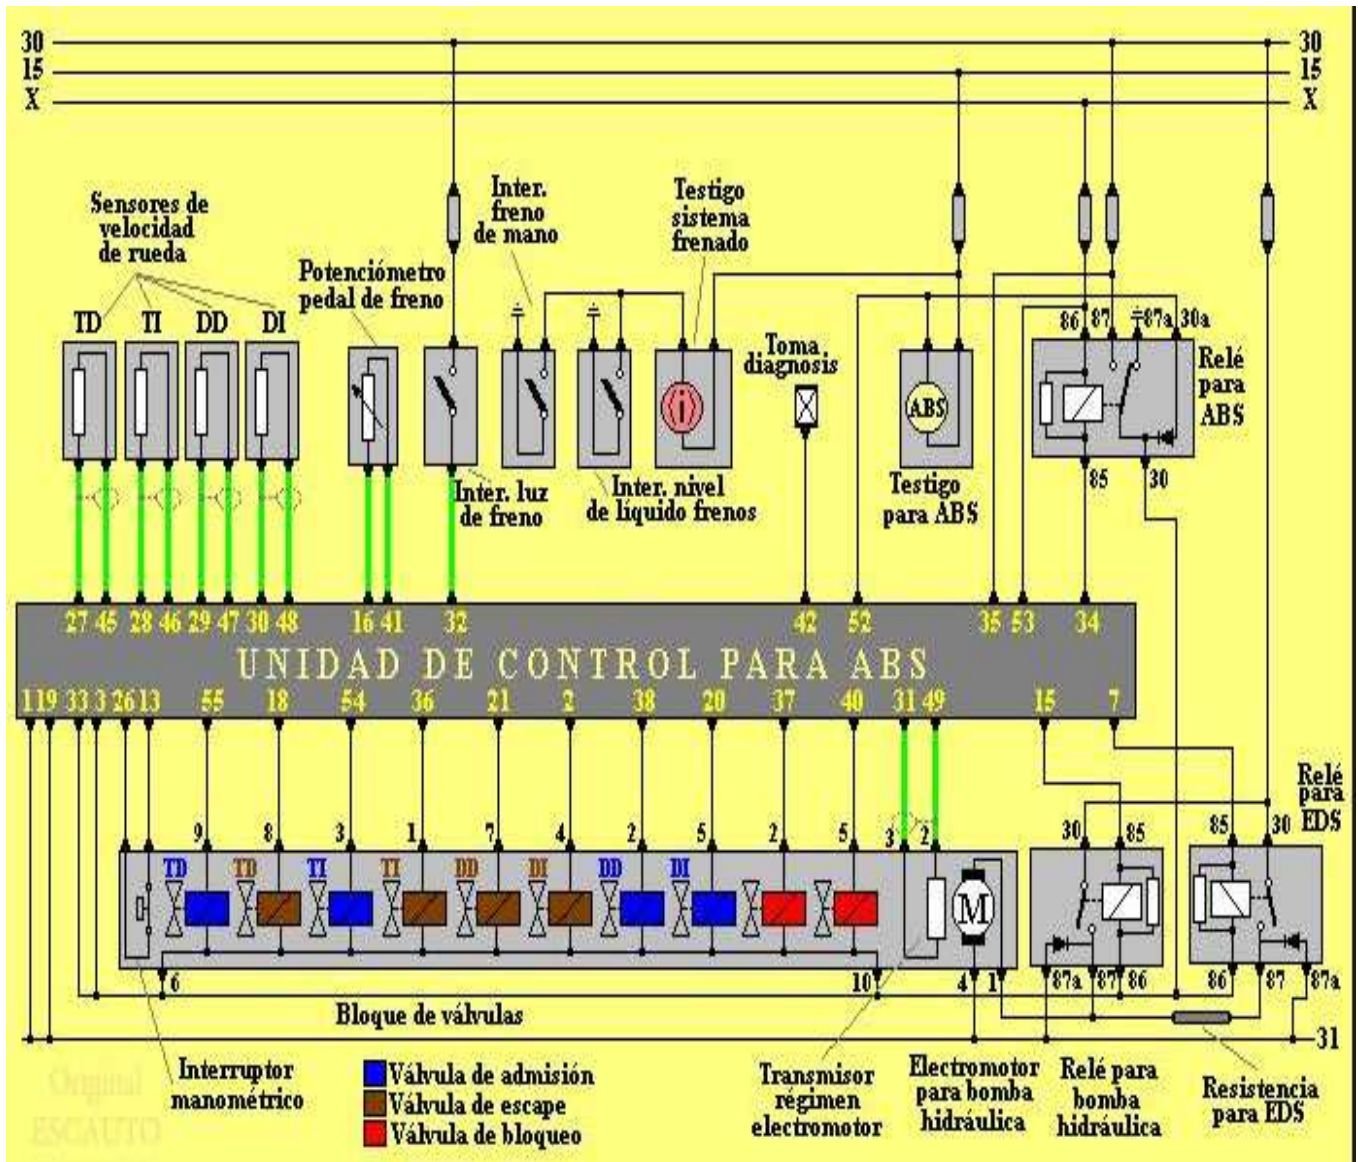 30 30
15 15
X X
Sensores de
velocidad
de rueda
TD TI DD DI
Potenciómetro
pedal de freno
Inter.
freno
de mano
Testigo
sistema
frenado
Toma
diagnosis
86 87 87a 30a
Relé
para
ABS
ABS
85 30
Inter. luz
de freno
Inter. nivel
de líquido frenos
Testigo
para ABS
27 45 28 46 29 47 30 48 16 41 32 42 52 35 53 34
UNIDAD DE CONTROL PARA ABS
1 19 33 3 26 13 55 18 54 36 21 2 38 20 37 40 31 49 15 7
Relé
para
EDS
9 8 3 1 7 4 2 5 2 5 3 2 30 85 85 30
TD TD TI TI DD DI DD DI
M
6 10 4 1 87a 87 86 86 87 87a
Bloque de válvulas
31
Interruptor
manométrico
Válvula de admisión
Válvula de escape
Válvula de bloqueo
Transmisor
régimen
electromotor
Electromotor
para bomba
hidráulica
Relé para
bomba
hidráulica
Resistencia
para EDS
Original
ESCAUTO